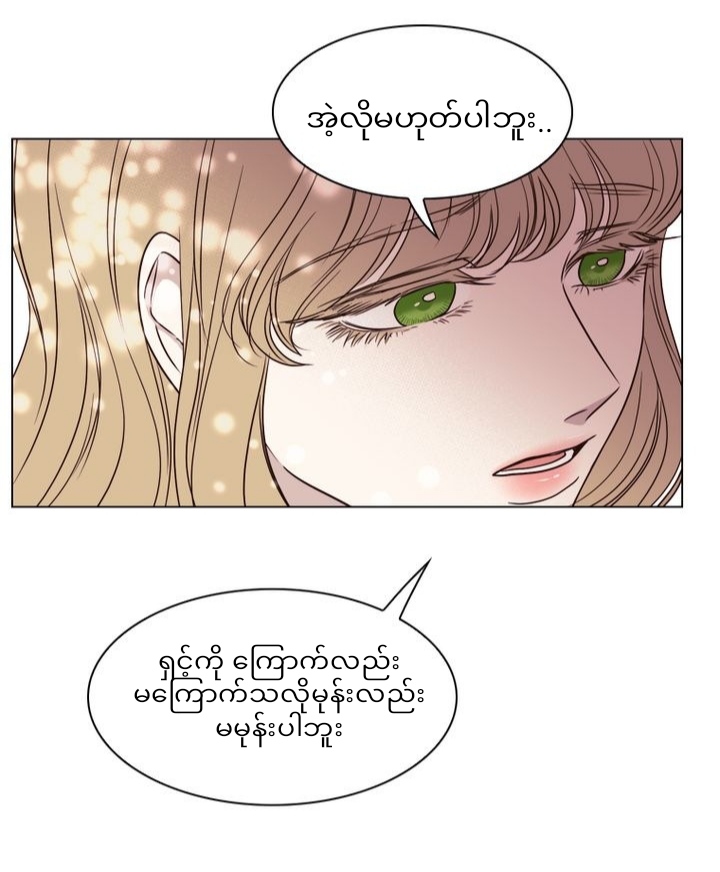 အဲ့လိုမဟုတ်ပါဘူး..
ရှင့်ကို ကြောက်လည်း
မကြောက်သလိုမုန်းလည်း
မမုန်းပါဘူး